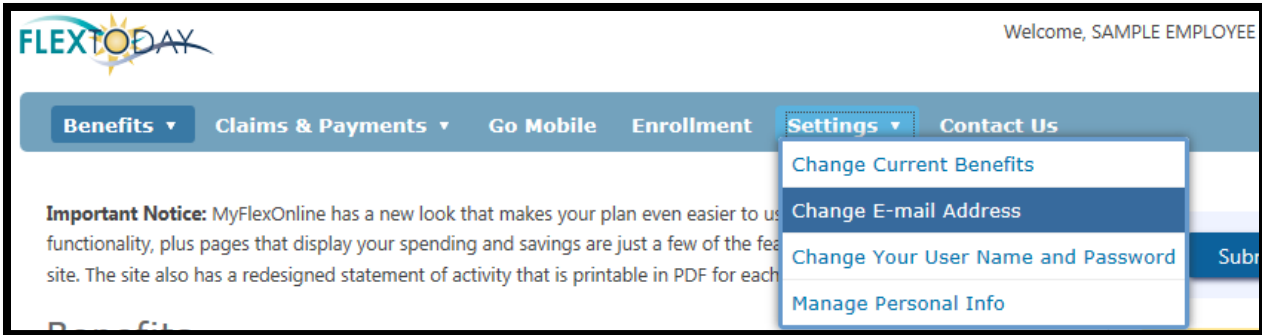 FLEXTODAY
Welcome, SAMPLE EMPLOYEE
Benefits ▼ Claims & Payments ▼ Go Mobile Enrollment Settings ▼ Contact Us
Change Current Benefits
Change E-mail Address
Change Your User Name and Password
Manage Personal Info
Important Notice: MyFlexOnline has a new look that makes your plan even easier to
functionality, plus pages that display your spending and savings are just a few of the
site. The site also has a redesigned statement of activity that is printable in PDF for each
Benefits